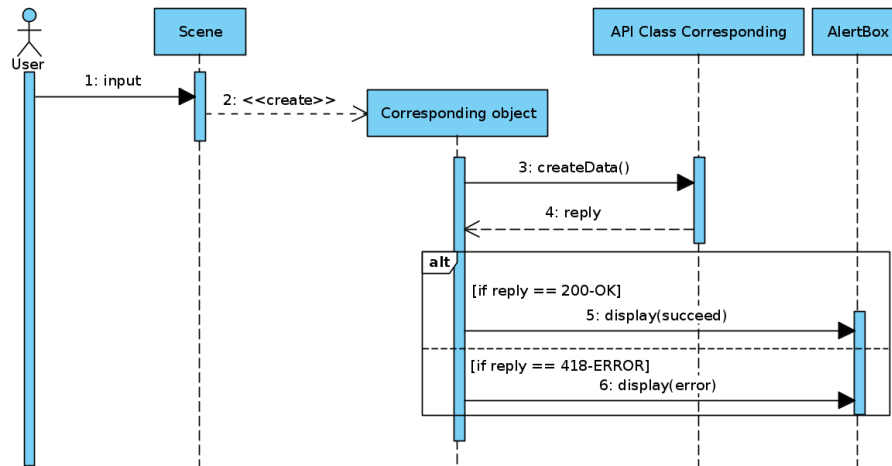 User
Scene
API Class Corresponding
AlertBox
1: input
2: <<create>>
Corresponding object
3: createData()
4: reply
alt
[if reply == 200-OK]
5: display(succeed)
[if reply == 418-ERROR]
6: display(error)